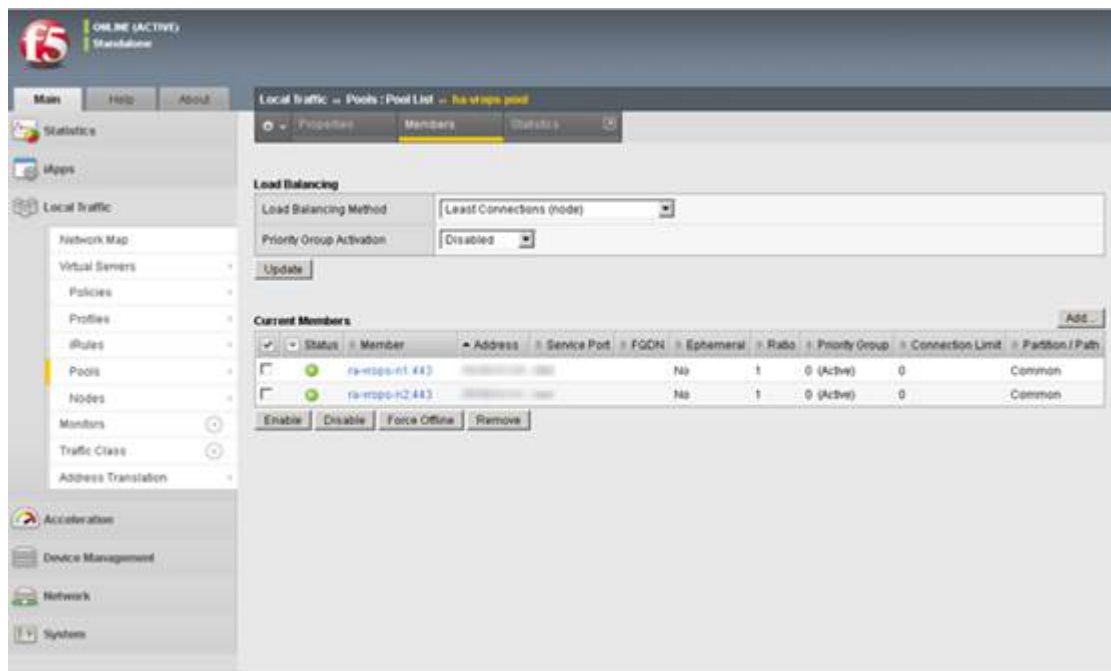 f5
ONLINE (ACTIVE)
Standalone
Main Help About
Statistics
iApps
Local Traffic
Network Map
Virtual Servers
Policies
Profiles
iRules
Pools
Nodes
Monitors
Traffic Class
Address Translation
Acceleration
Device Management
Network
System
Local Traffic ›› Pools : Pool List ›› ha-vrops-pool
Properties Members Statistics
Load Balancing
Load Balancing Method Least Connections (node)
Priority Group Activation Disabled
Update
Current Members Add...
Status Member Address Service Port FQDN Ephemeral Ratio Priority Group Connection Limit Partition / Path
ra-vrops-n1:443 No 1 0 (Active) 0 Common
ra-vrops-n2:443 No 1 0 (Active) 0 Common
Enable Disable Force Offline Remove